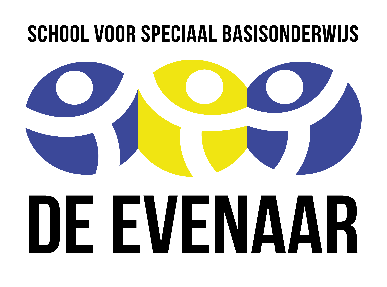 SCHOOL VOOR SPECIAAL BASISONDERWIJS
DE EVENAAR